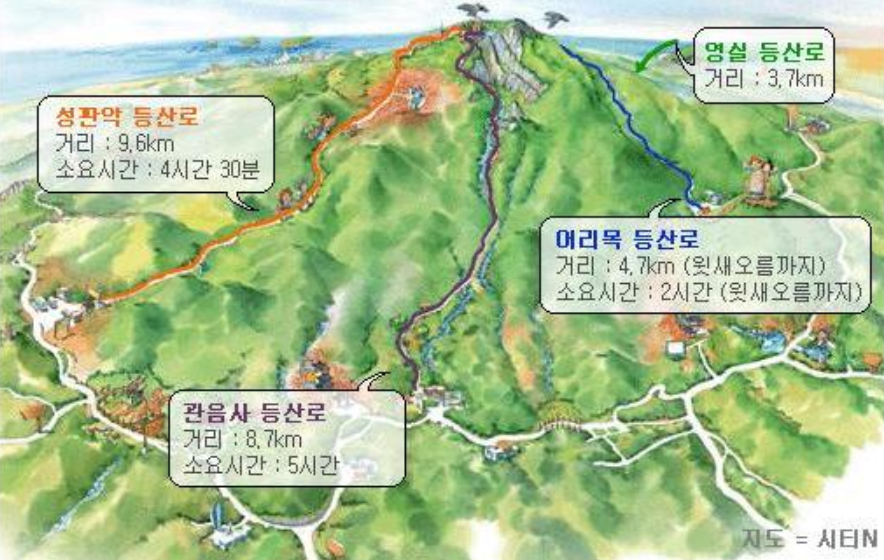 영실 등산로
거리 : 3,7km
성판악 등산로
거리 : 9,6km
소요시간 : 4시간 30분
어리목 등산로
거리 : 4,7km (윗새오름까지)
소요시간 : 2시간 (윗새오름까지)
관음사 등산로
거리 : 8,7km
소요시간 : 5시간
지도 = 시티N